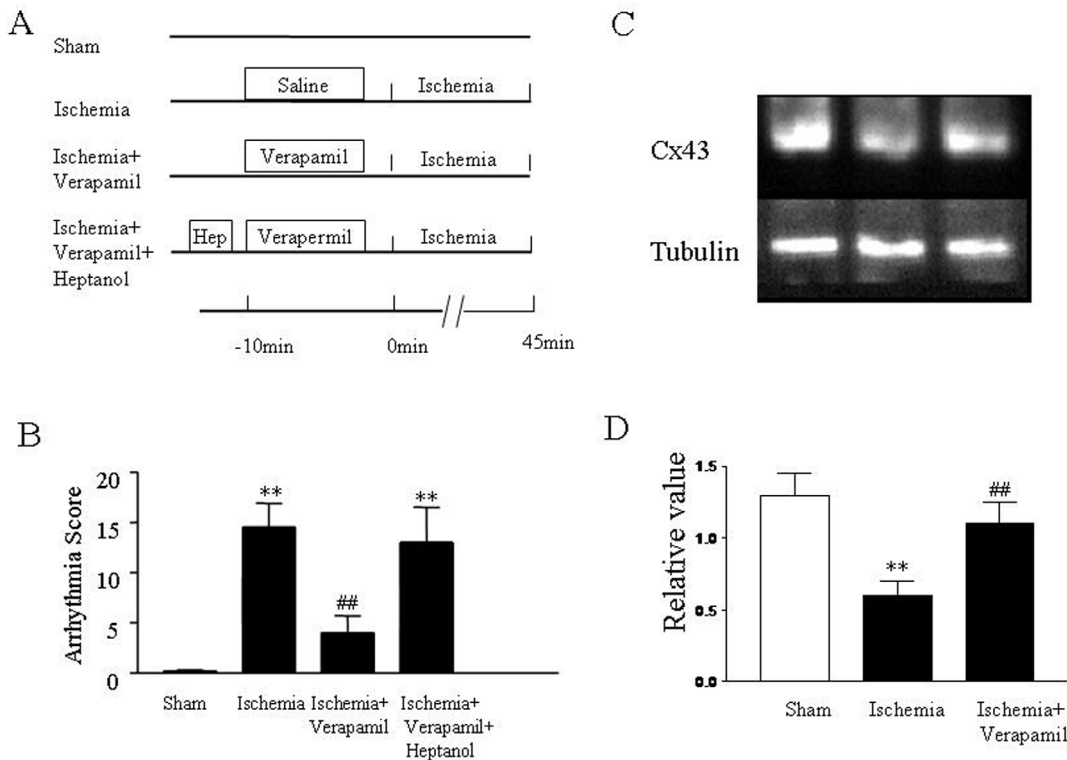 A
Sham
Saline
Ischemia
Ischemia
Ischemia+
Verapamil
Verapamil
Ischemia
Ischemia+
Verapamil+
Heptanol
Hep
Verapermil
Ischemia
-10min
0min
45min
B
Arrhythmia Score
20
15
10
5
0
**
##
**
Sham
Ischemia
Ischemia+
Verapamil
Ischemia+
Verapamil+
Heptanol
C
Cx43
Tubulin
D
Relative value
1.5
1.0
0.5
0.0
**
##
Sham
Ischemia
Ischemia+
Verapamil